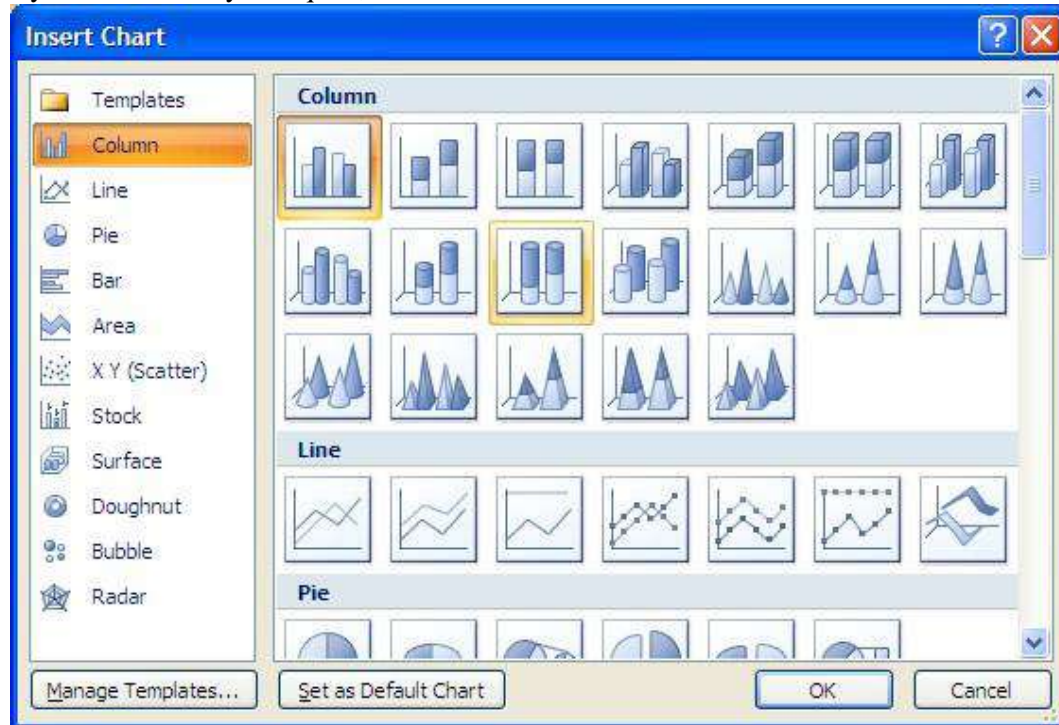 Insert Chart
Templates
Column
Line
Pie
Bar
Area
X Y (Scatter)
Stock
Surface
Doughnut
Bubble
Radar
Column
Line
Pie
Manage Templates...
Set as Default Chart
OK
Cancel